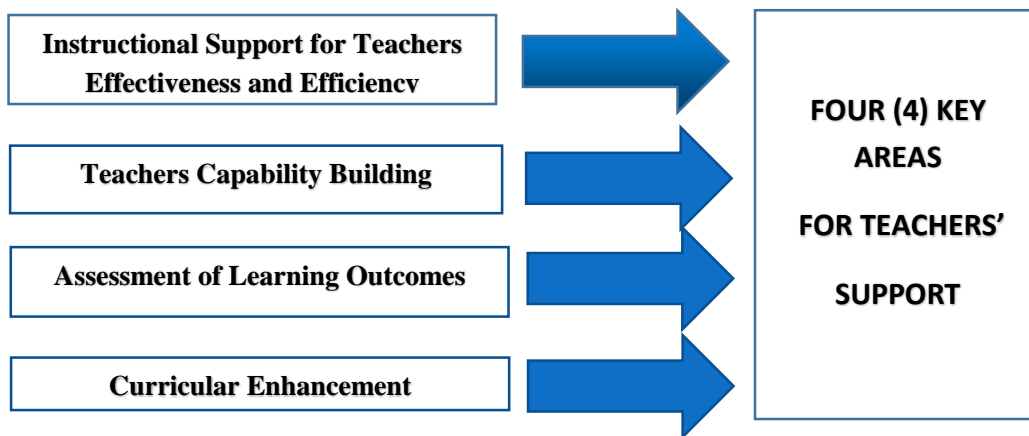 Instructional Support for Teachers
Effectiveness and Efficiency
Teachers Capability Building
Assessment of Learning Outcomes
Curricular Enhancement
FOUR (4) KEY
AREAS
FOR TEACHERS’
SUPPORT